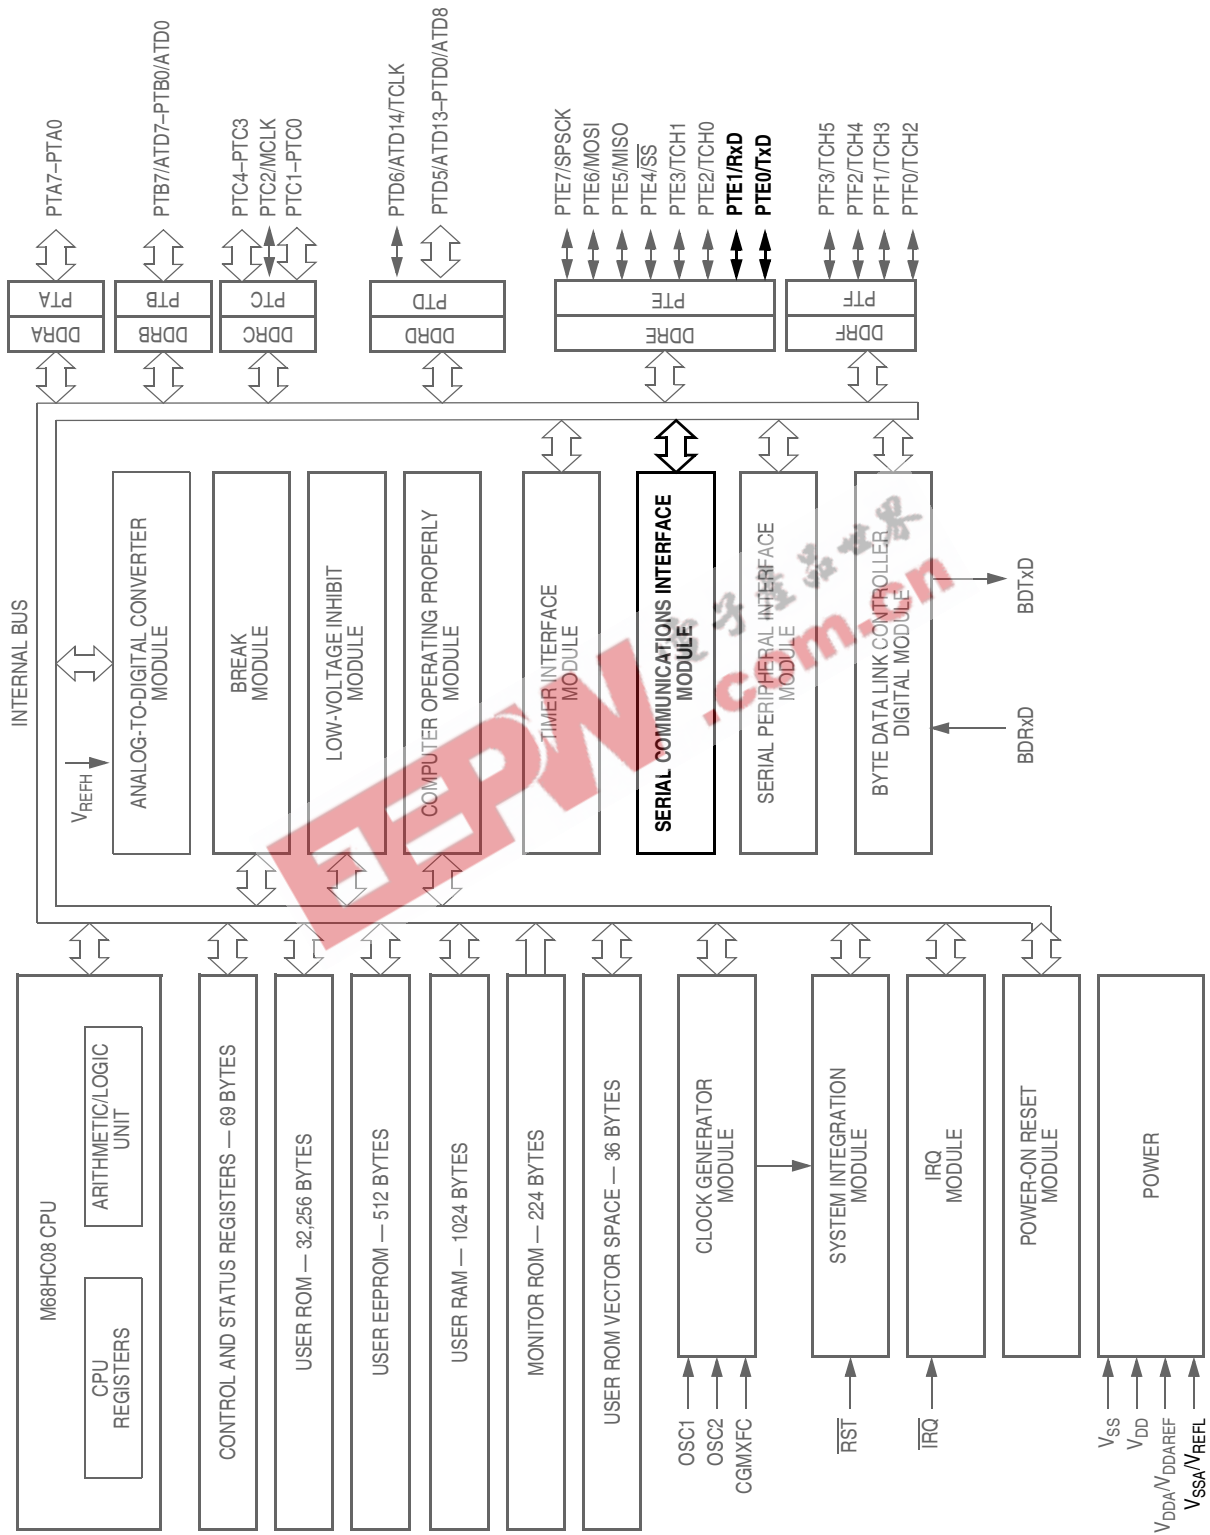 M68HC08 CPU
CPU
REGISTERS
ARITHMETIC/LOGIC
UNIT
CONTROL AND STATUS REGISTERS — 69 BYTES
USER ROM — 32,256 BYTES
USER EEPROM — 512 BYTES
USER RAM — 1024 BYTES
MONITOR ROM — 224 BYTES
USER ROM VECTOR SPACE — 36 BYTES
OSC1
OSC2
CGMXFC
CLOCK GENERATOR
MODULE
RST
SYSTEM INTEGRATION
MODULE
IRQ
IRQ
MODULE
POWER-ON RESET
MODULE
VSS
VDD
VDDA/VDDAREF
VSSA/VREFL
POWER
INTERNAL BUS
VREFH
ANALOG-TO-DIGITAL CONVERTER
MODULE
BREAK
MODULE
LOW-VOLTAGE INHIBIT
MODULE
COMPUTER OPERATING PROPERLY
MODULE
TIMER INTERFACE
MODULE
SERIAL COMMUNICATIONS INTERFACE
MODULE
SERIAL PERIPHERAL INTERFACE
MODULE
BYTE DATA LINK CONTROLLER
DIGITAL MODULE
BDRxD
BDTxD
DDRA
PTA
PTA7–PTA0
DDRB
PTB
PTB7/ATD7–PTB0/ATD0
DDRC
PTC
PTC4–PTC3
PTC2/MCLK
PTC1–PTC0
DDRD
PTD
PTD6/ATD14/TCLK
PTD5/ATD13–PTD0/ATD8
DDRE
PTE
PTE7/SPSCK
PTE6/MOSI
PTE5/MISO
PTE4/SS
PTE3/TCH1
PTE2/TCH0
PTE1/RxD
PTE0/TxD
DDRF
PTF
PTF3/TCH5
PTF2/TCH4
PTF1/TCH3
PTF0/TCH2
EEPW
.com.cn
电子产品世界